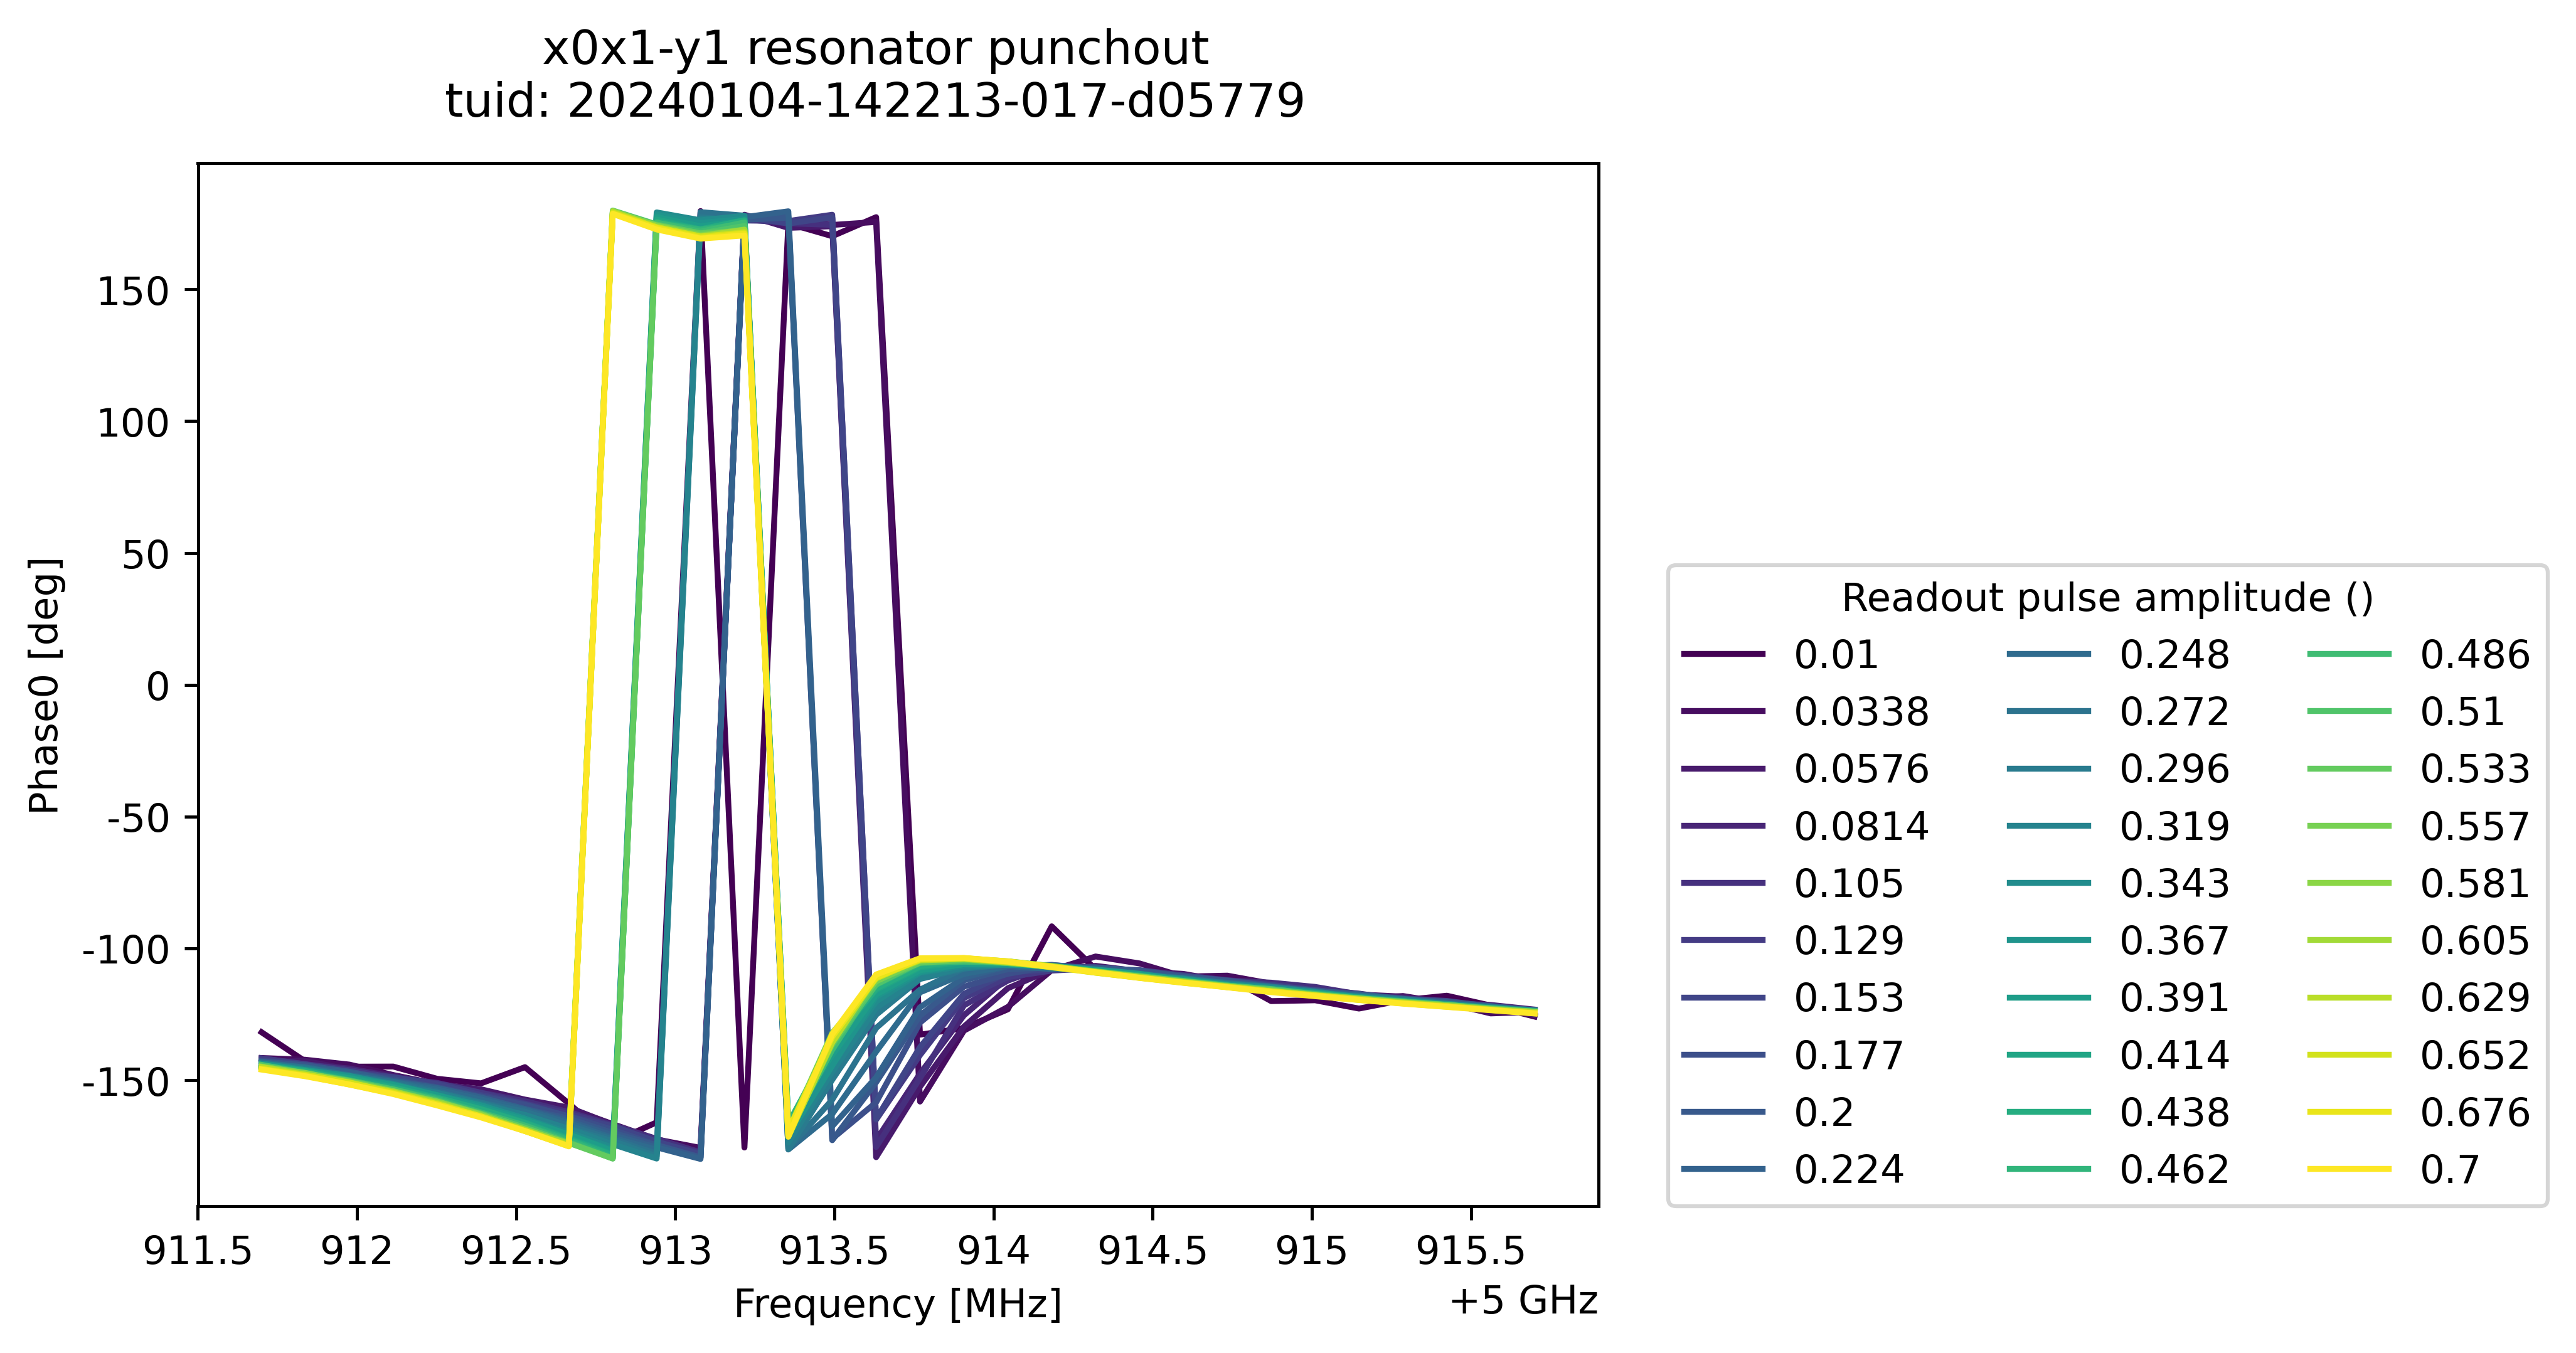 x0x1-y1 resonator punchout
tuid: 20240104-142213-017-d05779
Phase0 [deg]
150
100
50
0
-50
-100
-150
911.5 912 912.5 913 913.5 914 914.5 915 915.5
Frequency [MHz]
+5 GHz
Readout pulse amplitude ()
0.01 0.248 0.486
0.0338 0.272 0.51
0.0576 0.296 0.533
0.0814 0.319 0.557
0.105 0.343 0.581
0.129 0.367 0.605
0.153 0.391 0.629
0.177 0.414 0.652
0.2 0.438 0.676
0.224 0.462 0.7